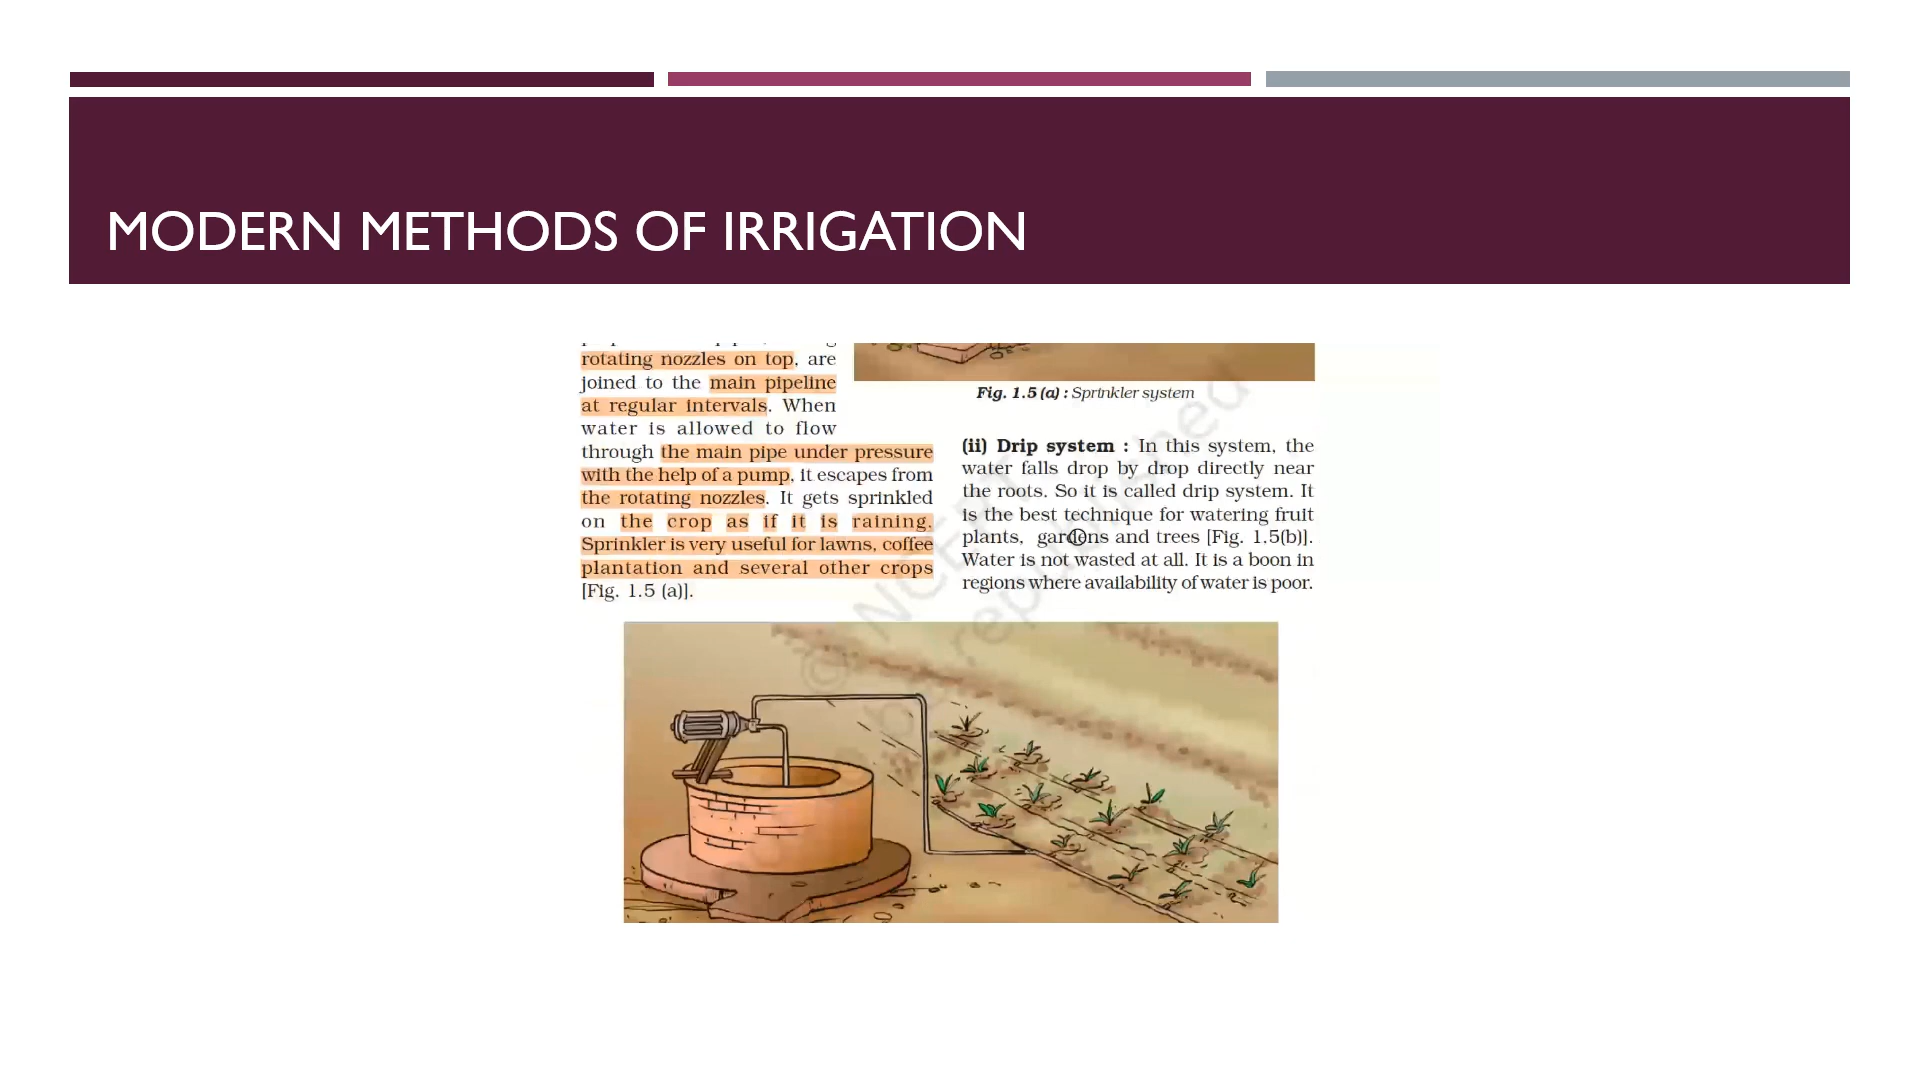 MODERN METHODS OF IRRIGATION
rotating nozzles on top, are
joined to the main pipeline
at regular intervals. When
water is allowed to flow
through the main pipe under pressure
with the help of a pump, it escapes from
the rotating nozzles. It gets sprinkled
on the crop as if it is raining.
Sprinkler is very useful for lawns, coffee
plantation and several other crops
[Fig. 1.5 (a)].
Fig. 1.5 (a) : Sprinkler system
(ii) Drip system : In this system, the
water falls drop by drop directly near
the roots. So it is called drip system. It
is the best technique for watering fruit
plants, gardens and trees [Fig. 1.5(b)].
Water is not wasted at all. It is a boon in
regions where availability of water is poor.
© NCERT
be republished